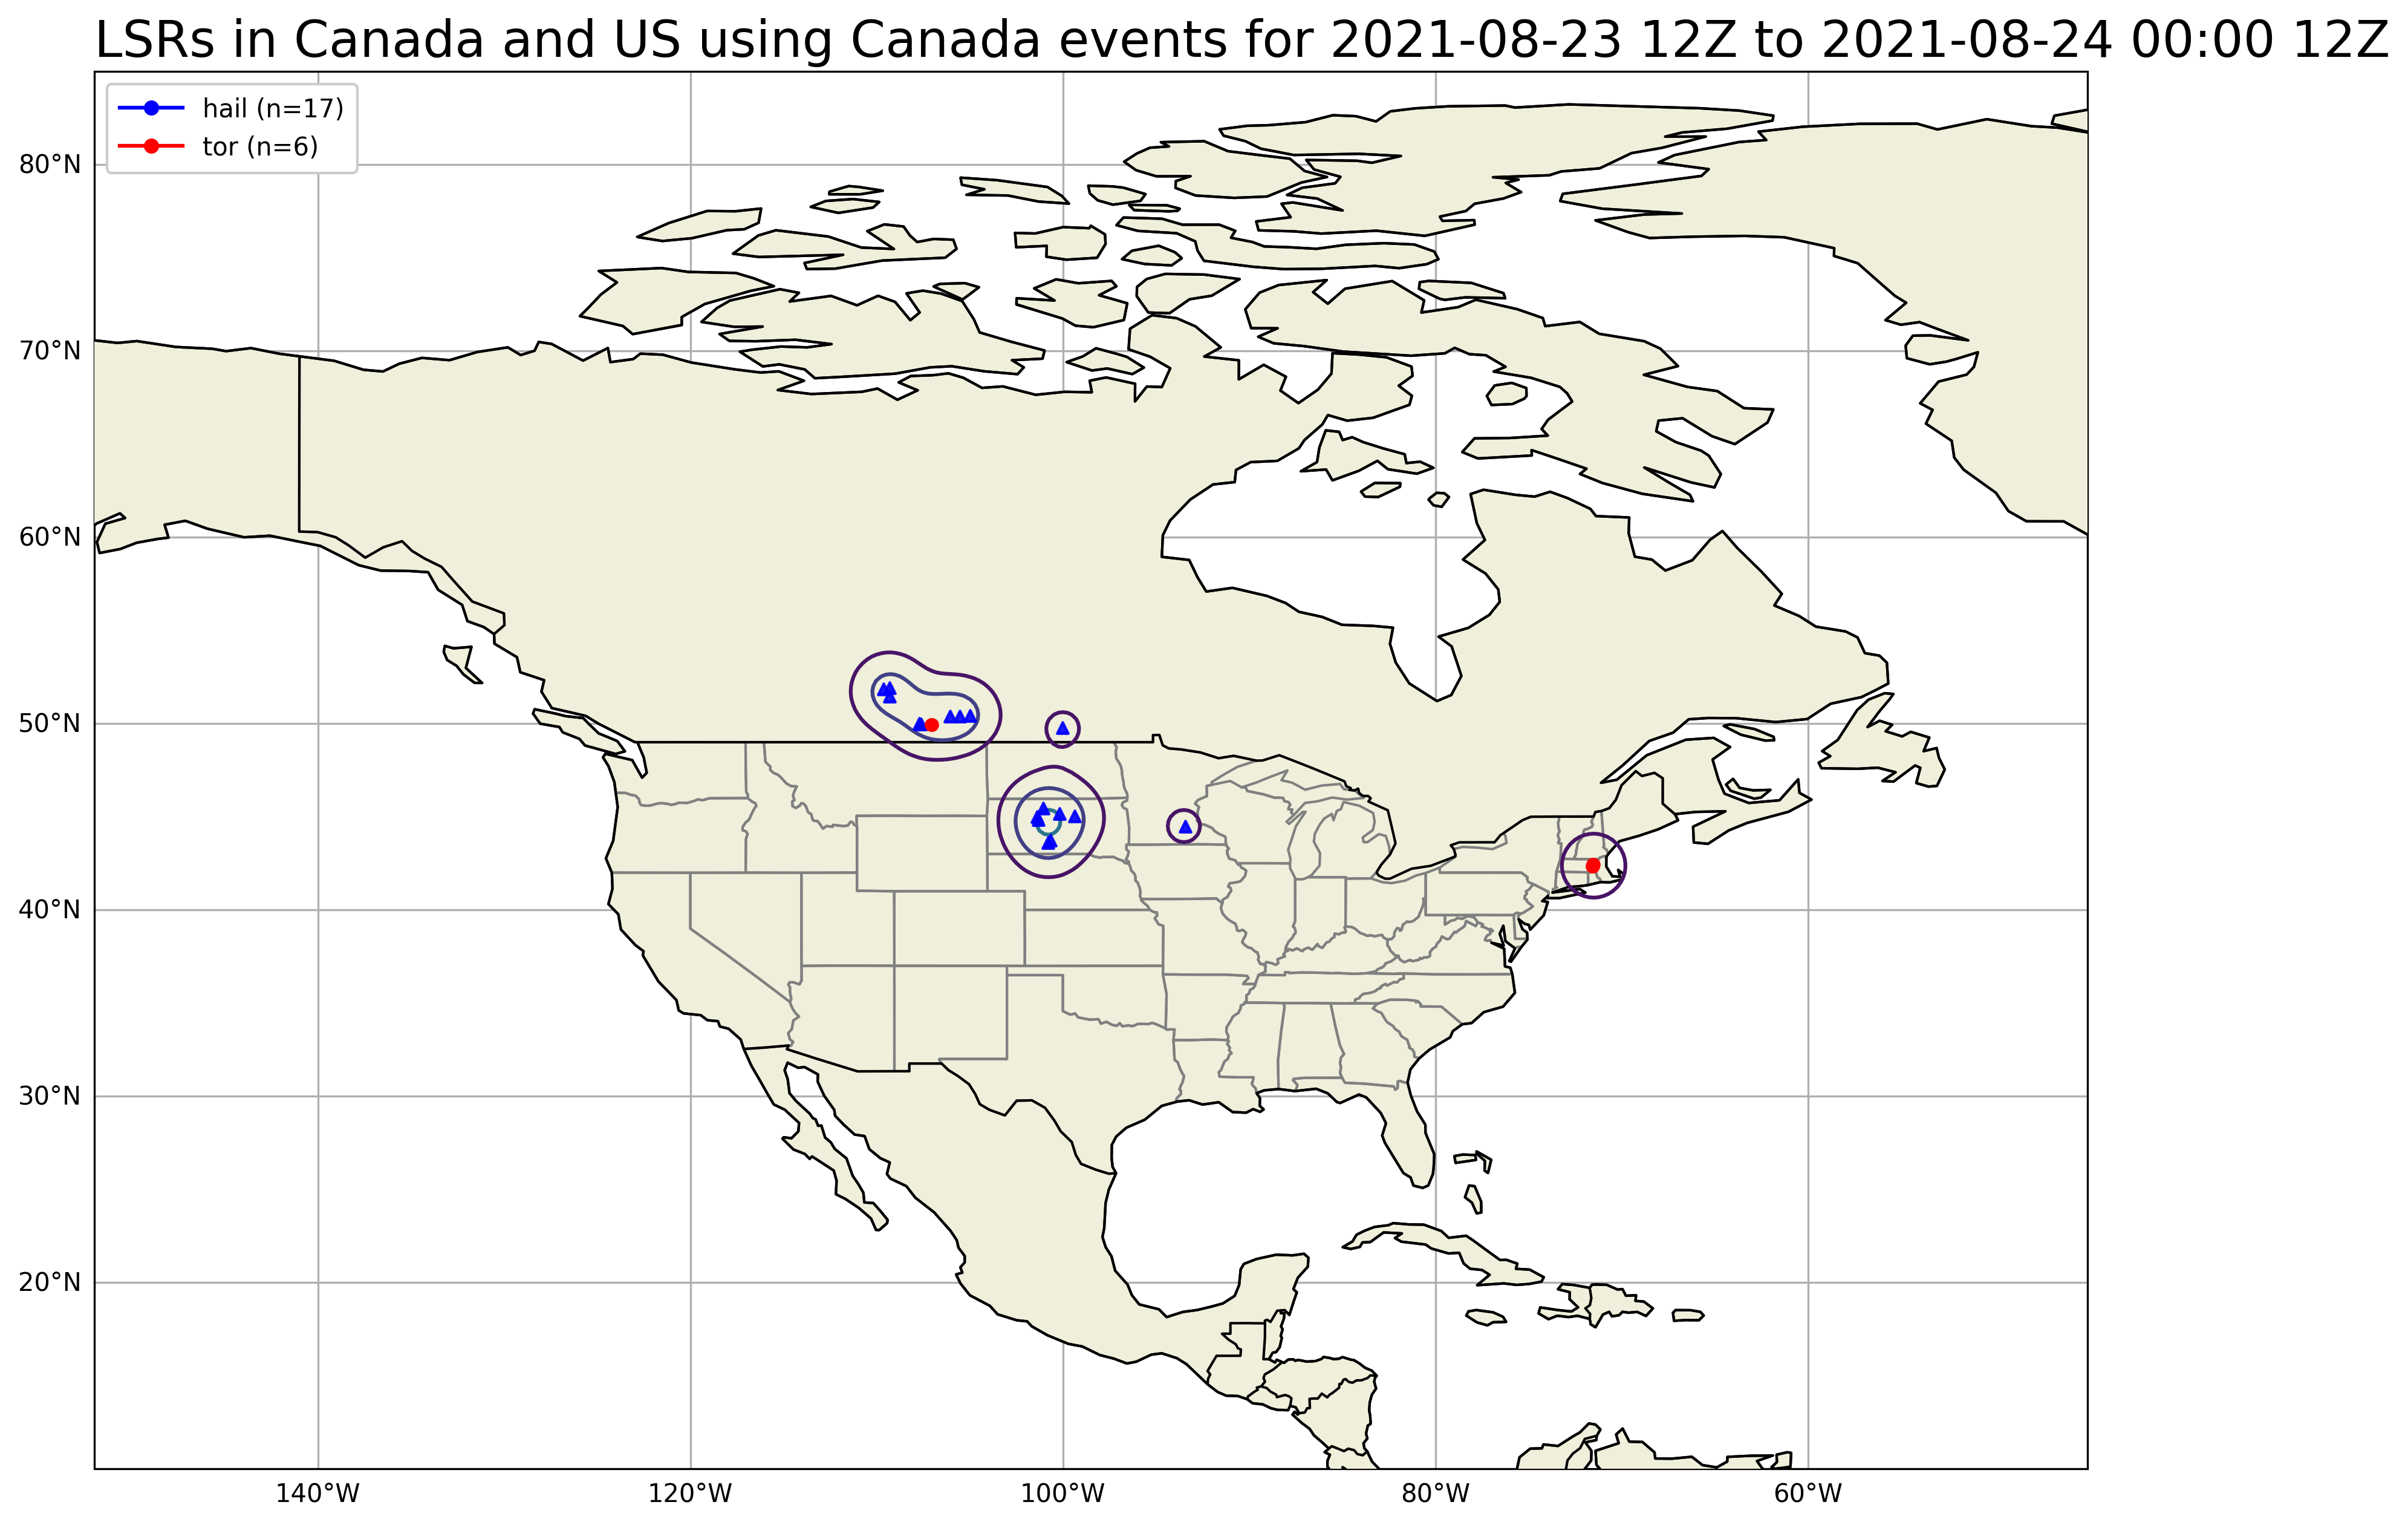 LSRs in Canada and US using Canada events for 2021-08-23 12Z to 2021-08-24 00:00 12Z
hail (n=17)
tor (n=6)
80°N
70°N
60°N
50°N
40°N
30°N
20°N
140°W
120°W
100°W
80°W
60°W